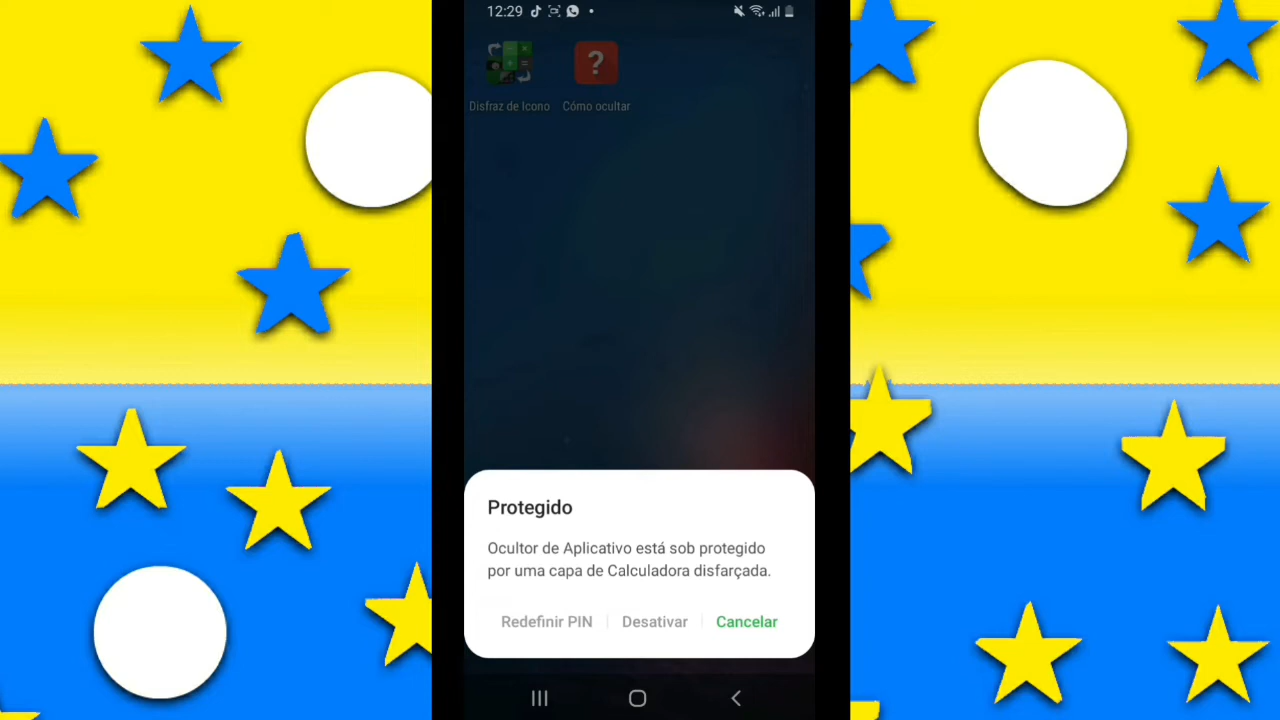 12:29
Disfraz de Icono
Cómo ocultar
Protegido
Ocultor de Aplicativo está sob protegido
por uma capa de Calculadora disfarçada.
Redefinir PIN
Desativar
Cancelar